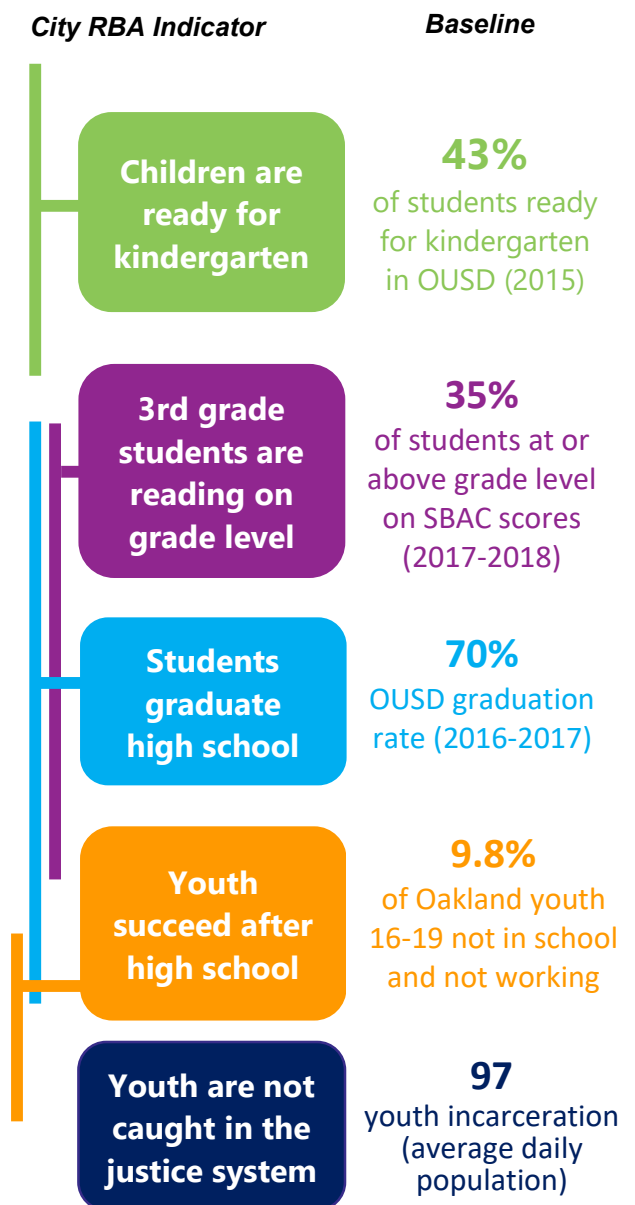 City RBA Indicator
Baseline
Children are
ready for
kindergarten
43%
of students ready
for kindergarten
in OUSD (2015)
3rd grade
students are
reading on
grade level
35%
of students at or
above grade level
on SBAC scores
(2017-2018)
Students
graduate
high school
70%
OUSD graduation
rate (2016-2017)
Youth
succeed after
high school
9.8%
of Oakland youth
16-19 not in school
and not working
Youth are not
caught in the
justice system
97
youth incarceration
(average daily
population)